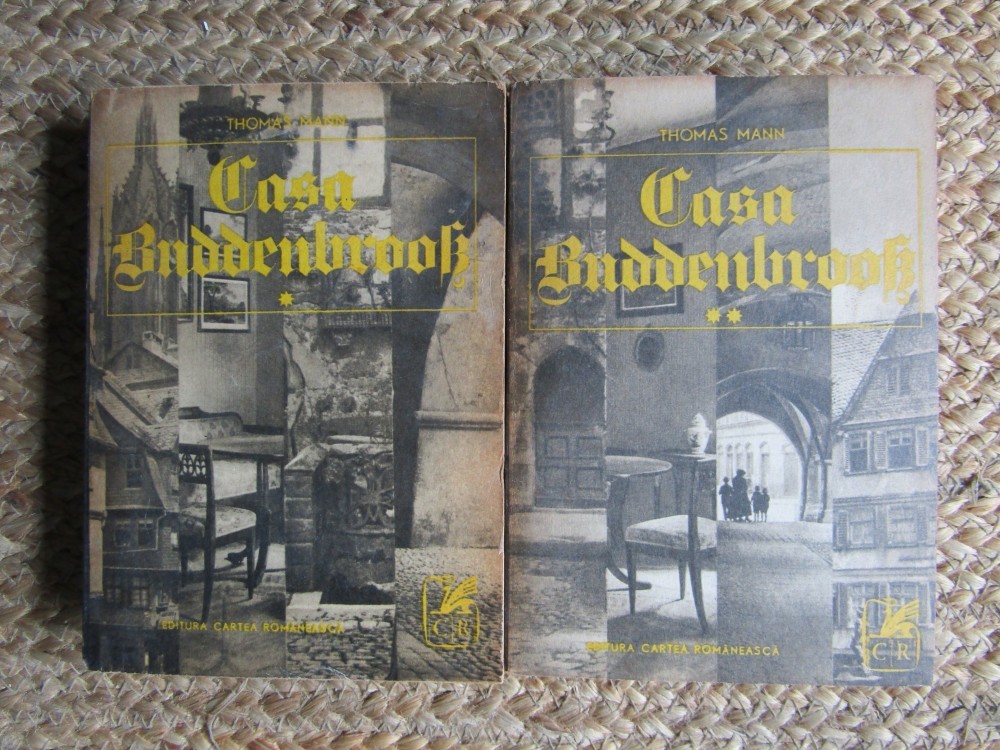 THOMAS MANN
Casa
Buddenbrook
*
EDITURA CARTEA ROMÂNEASCĂ
CR
THOMAS MANN
Casa
Buddenbrook
**
EDITURA CARTEA ROMÂNEASCĂ
CR